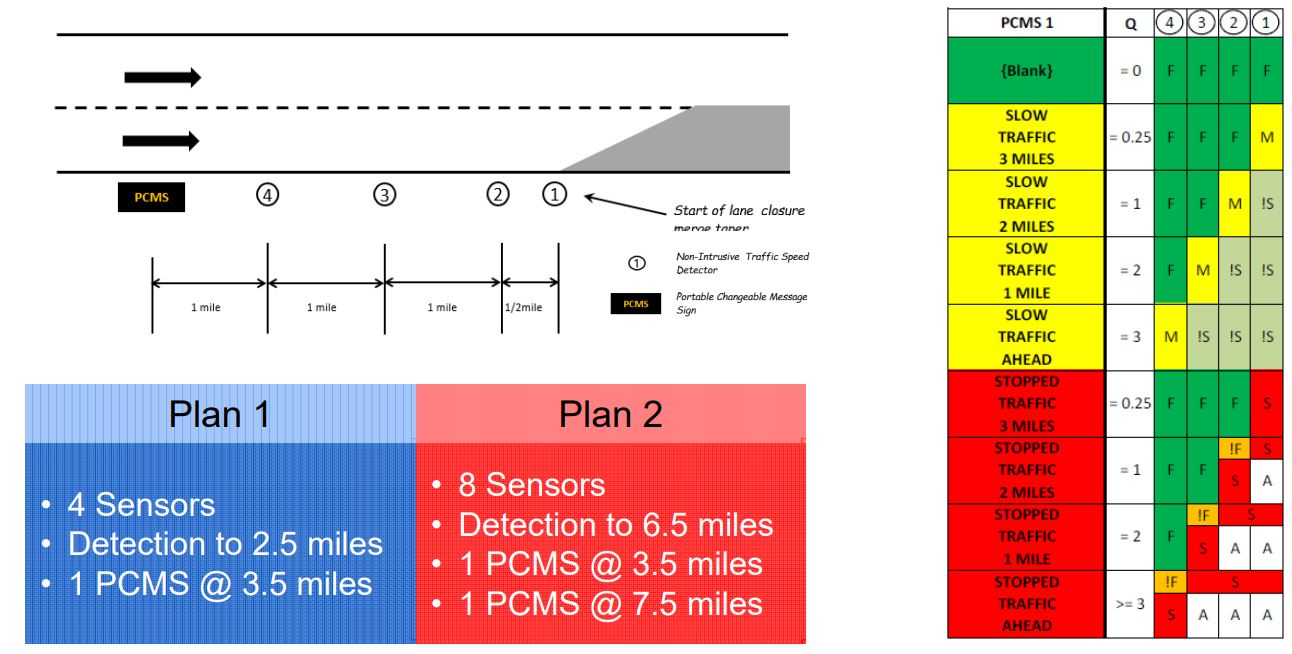 PCMS
④
③
②
①
Start of lane closure
merge taper
1 mile
1 mile
1 mile
1/2mile
① Non-Intrusive Traffic Speed
Detector
PCMS Portable Changeable Message
Sign
Plan 1
• 4 Sensors
• Detection to 2.5 miles
• 1 PCMS @ 3.5 miles
Plan 2
• 8 Sensors
• Detection to 6.5 miles
• 1 PCMS @ 3.5 miles
• 1 PCMS @ 7.5 miles
PCMS 1 Q ④ ③ ② ①
{Blank} = 0 F F F F
SLOW
TRAFFIC = 0.25 F F F M
3 MILES
SLOW
TRAFFIC = 1 F F M !S
2 MILES
SLOW
TRAFFIC = 2 F M !S !S
1 MILE
SLOW
TRAFFIC = 3 M !S !S !S
AHEAD
STOPPED
TRAFFIC = 0.25 F F F S
3 MILES
STOPPED !F S
TRAFFIC = 1 F F
2 MILES S A
STOPPED !F S
TRAFFIC = 2 F
1 MILE S A A
STOPPED !F S
TRAFFIC >= 3
AHEAD S A A A